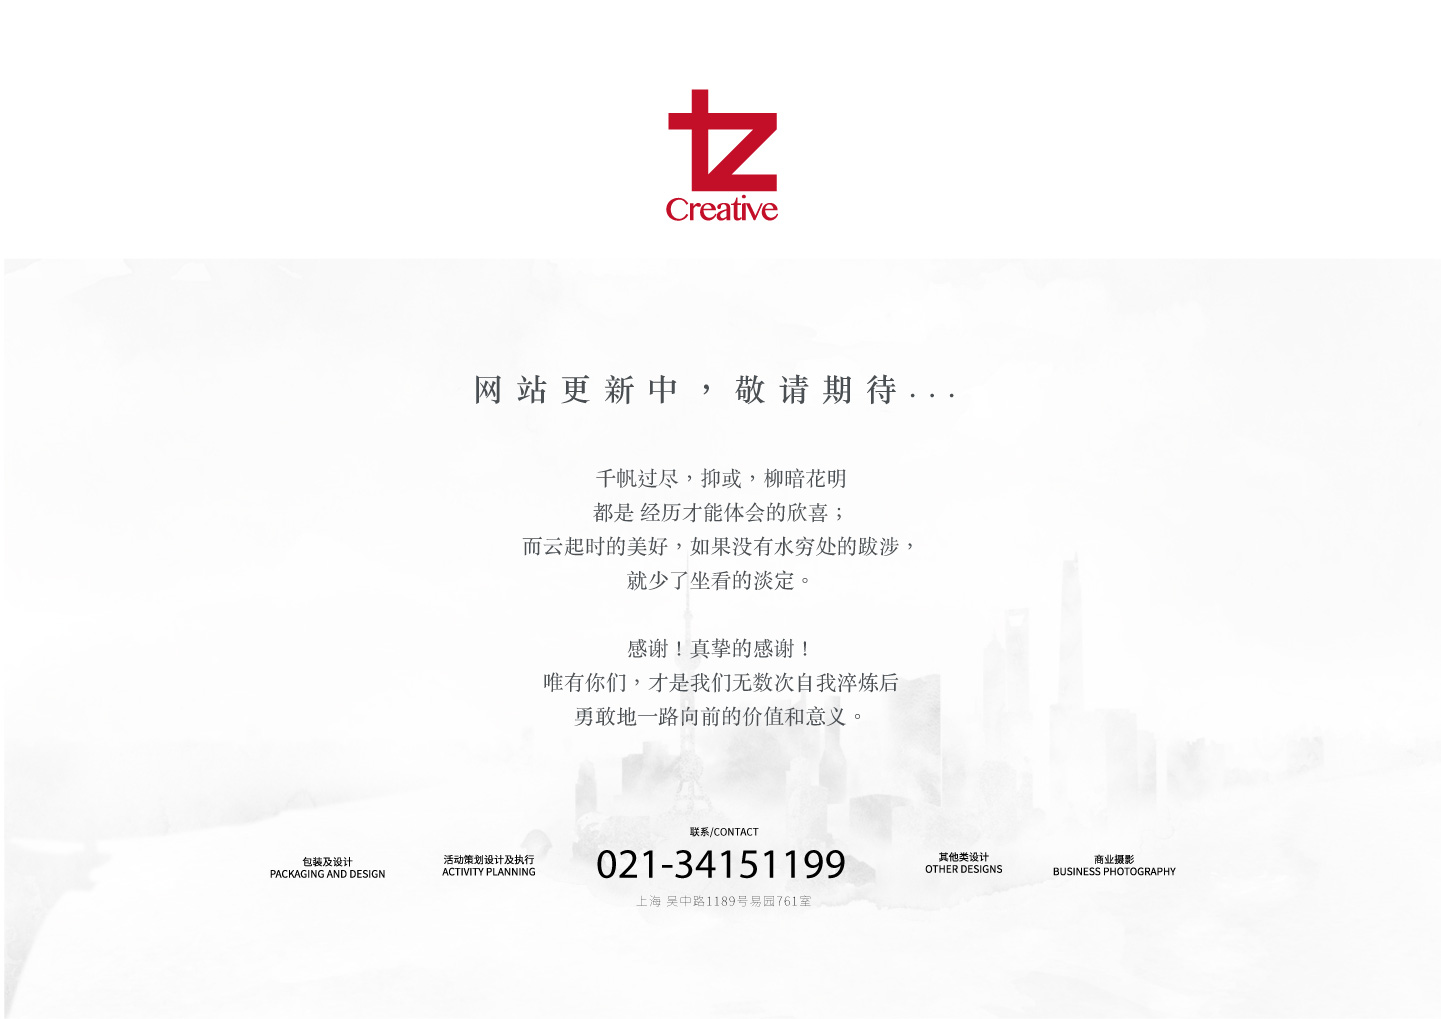 tz
Creative
网站更新中，敬请期待...
千帆过尽，抑或，柳暗花明
都是 经历才能体会的欣喜；
而云起时的美好，如果没有水穷处的跋涉，
就少了坐看的淡定。
感谢！真挚的感谢！
唯有你们，才是我们无数次自我淬炼后
勇敢地一路向前的价值和意义。
包装及设计
PACKAGING AND DESIGN
活动策划设计及执行
ACTIVITY PLANNING
联系/CONTACT
021-34151199
上海 吴中路1189号易园761室
其他类设计
OTHER DESIGNS
商业摄影
BUSINESS PHOTOGRAPHY